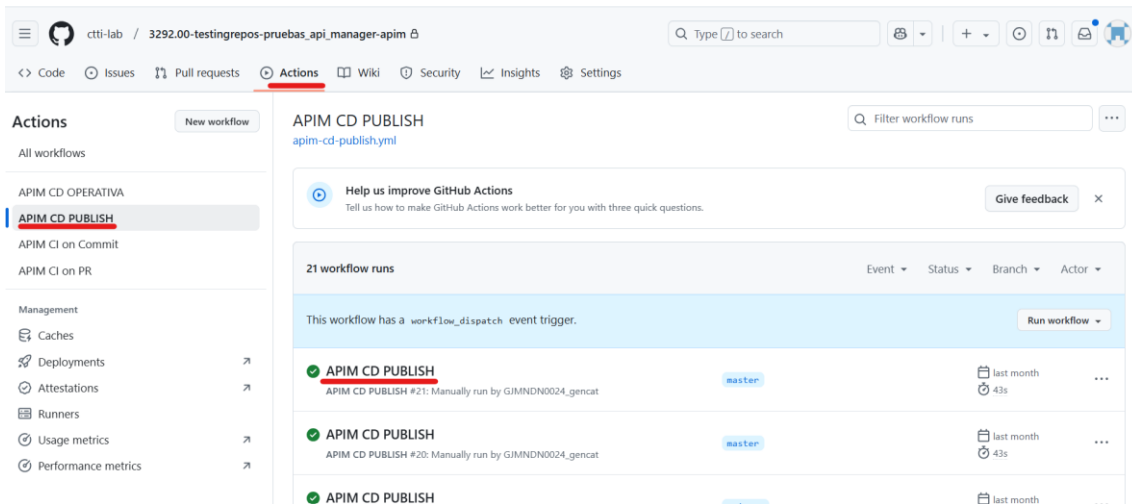 ctti-lab / 3292.00-testingrepos-pruebas_api_manager-apim
Type / to search
Code Issues Pull requests Actions Wiki Security Insights Settings
Actions
New workflow
All workflows
APIM CD OPERATIVA
APIM CD PUBLISH
APIM CI on Commit
APIM CI on PR
Management
Caches
Deployments
Attestations
Runners
Usage metrics
Performance metrics
APIM CD PUBLISH
apim-cd-publish.yml
Filter workflow runs
Help us improve GitHub Actions
Tell us how to make GitHub Actions work better for you with three quick questions.
Give feedback
21 workflow runs
Event Status Branch Actor
This workflow has a workflow_dispatch event trigger.
Run workflow
APIM CD PUBLISH
APIM CD PUBLISH #21: Manually run by GJMNDN0024_gencat
master
last month
43s
APIM CD PUBLISH
APIM CD PUBLISH #20: Manually run by GJMNDN0024_gencat
master
last month
43s
APIM CD PUBLISH
last month